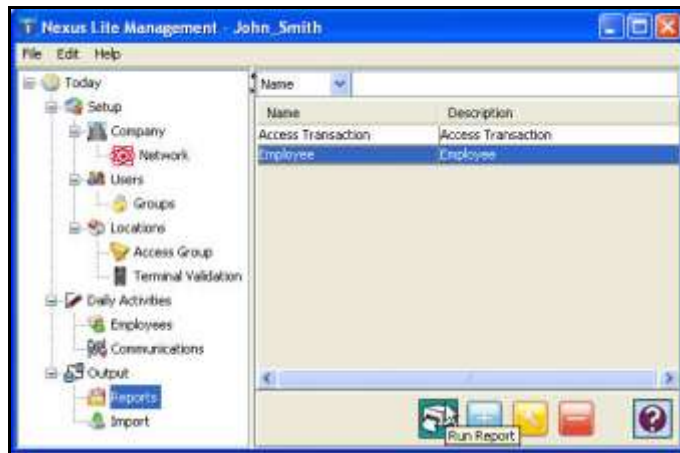 Nexus Lite Management - John_Smith
File Edit Help
Today
Setup
Company
Network
Users
Groups
Locations
Access Group
Terminal Validation
Daily Activities
Employees
Communications
Output
Reports
Import
Name
Name Description
Access Transaction Access Transaction
Employee Employee
Run Report